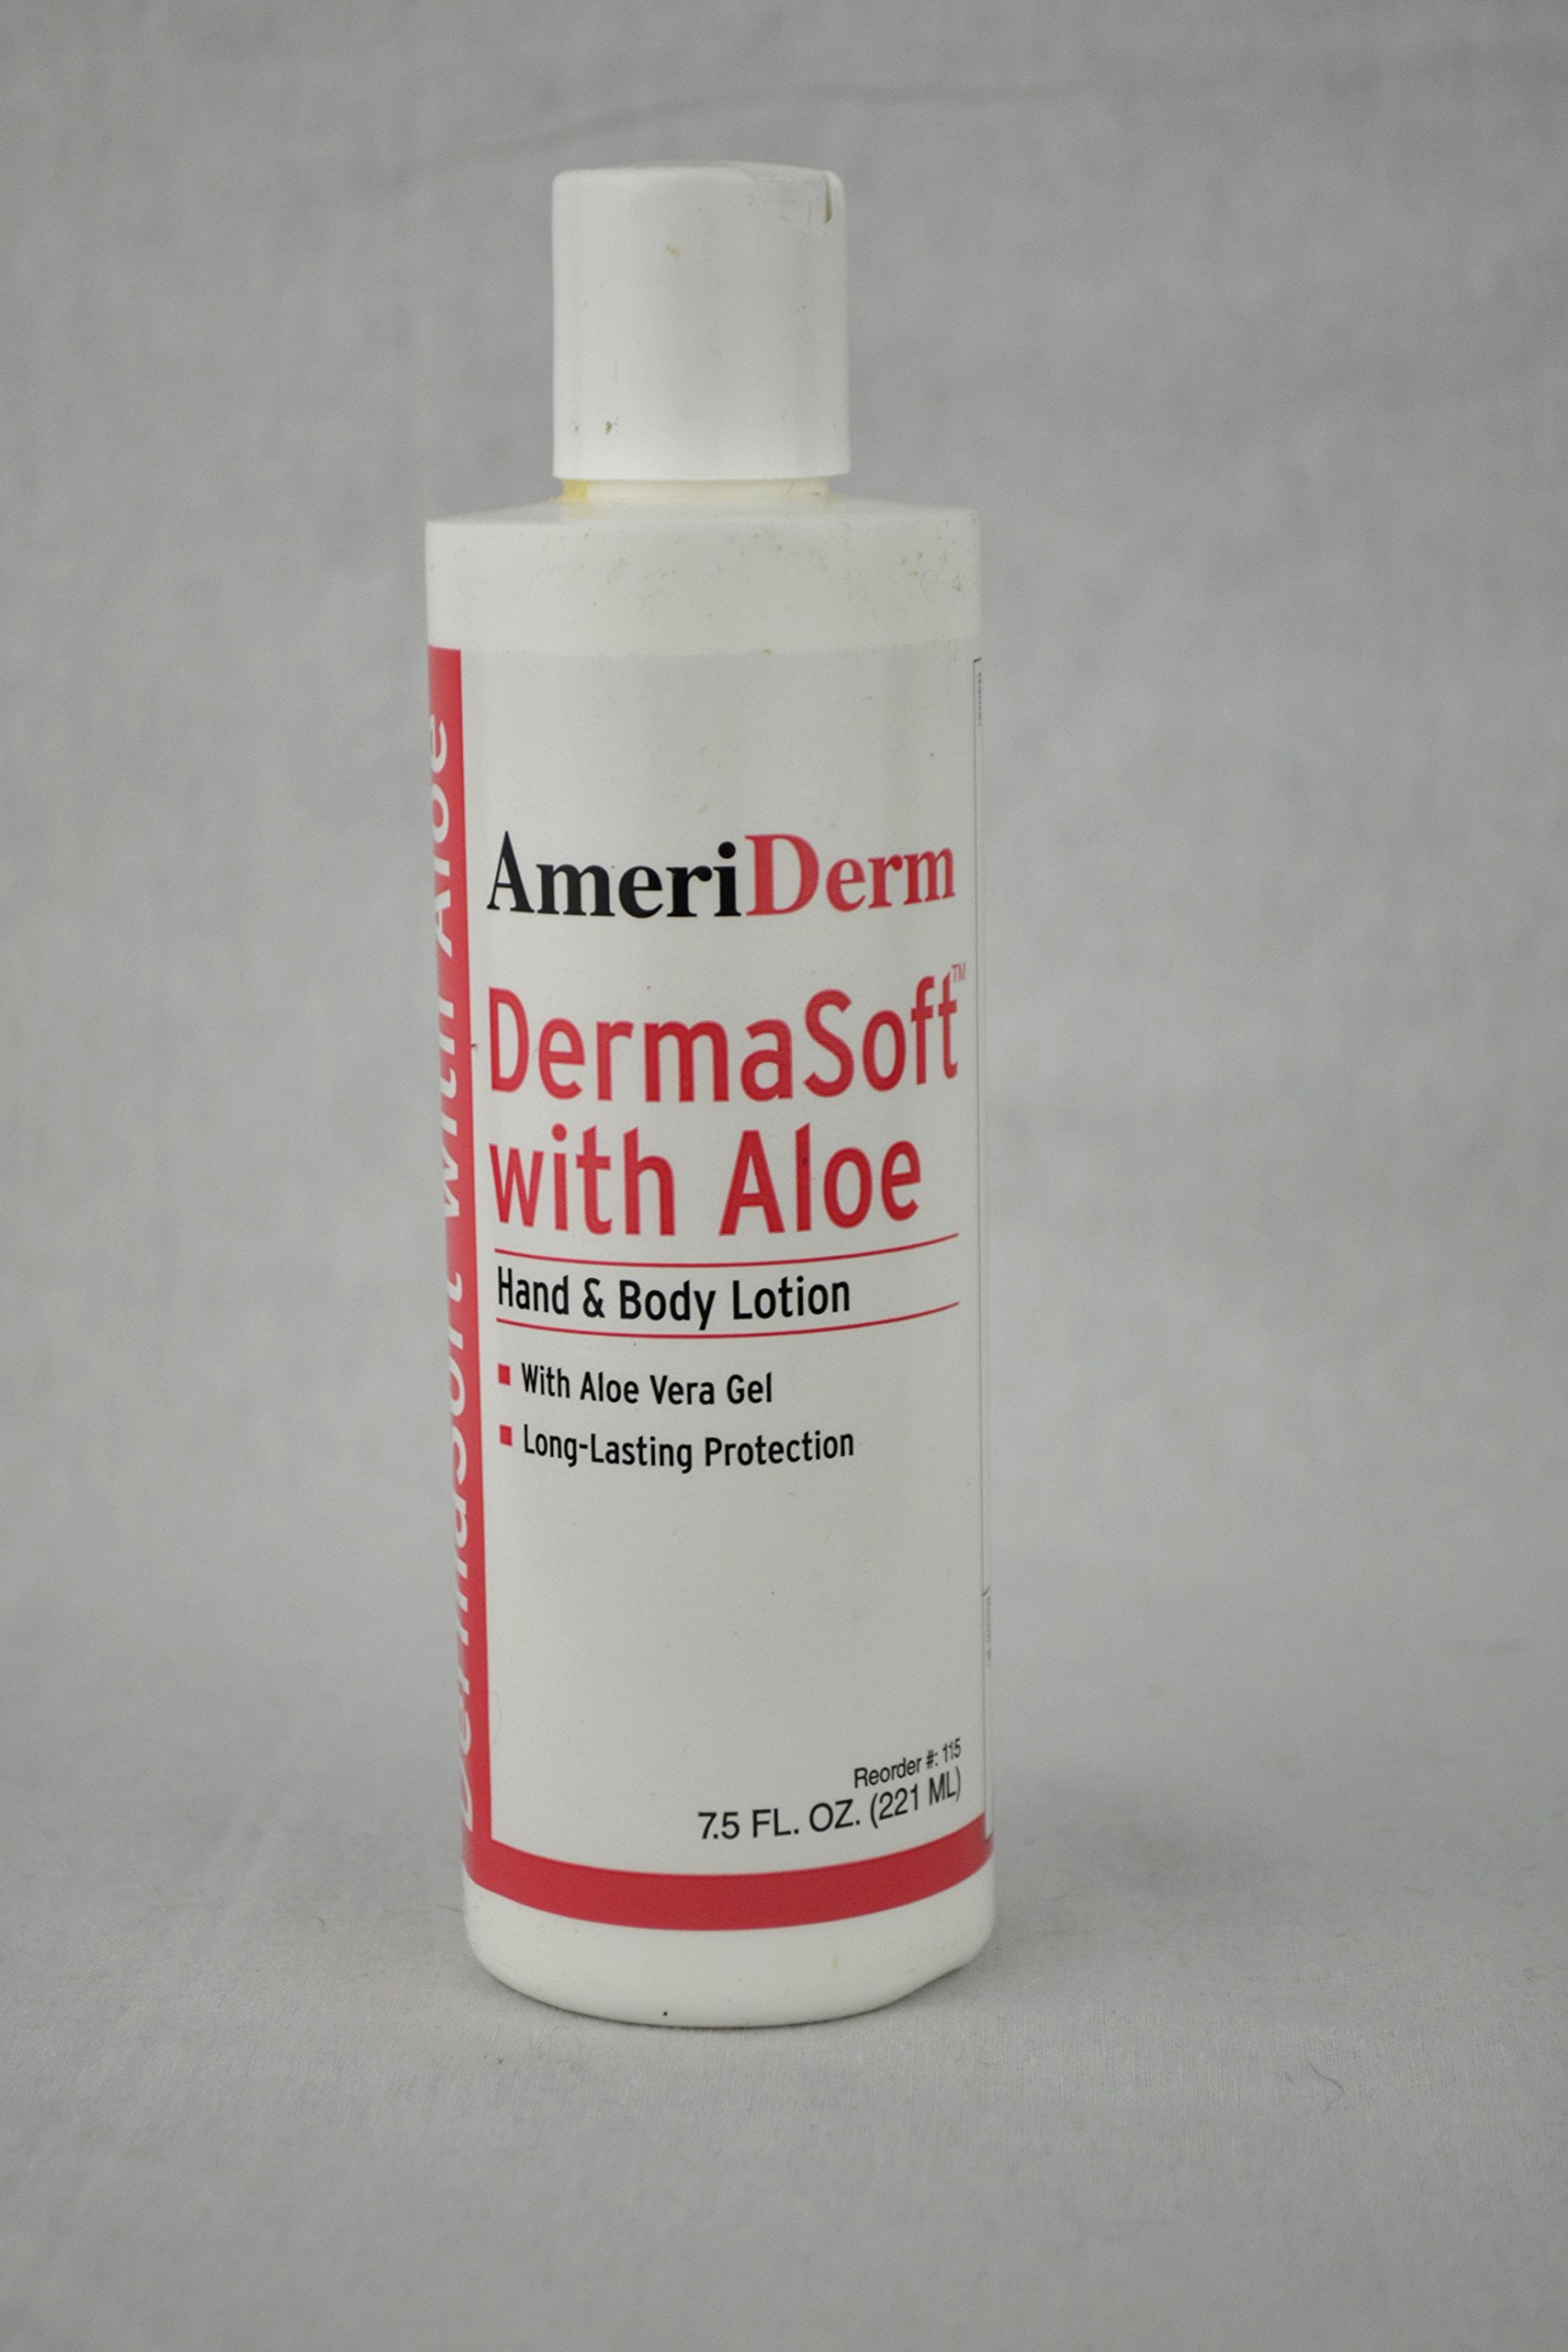 AmeriDerm
DermaSoft™
with Aloe
Hand & Body Lotion
With Aloe Vera Gel
Long-Lasting Protection
Reorder #: 115
7.5 FL. OZ. (221 ML)
DermaSoft with Aloe
Name: